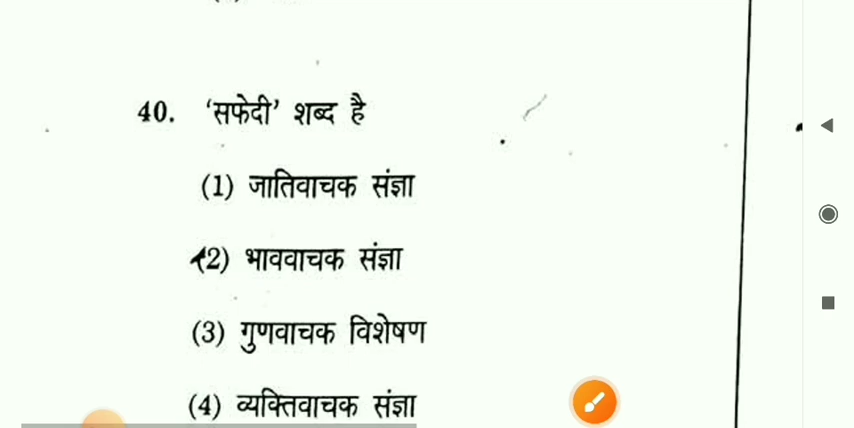 40. 'सफेदी' शब्द है
(1) जातिवाचक संज्ञा
(2) भाववाचक संज्ञा
(3) गुणवाचक विशेषण
(4) व्यक्तिवाचक संज्ञा